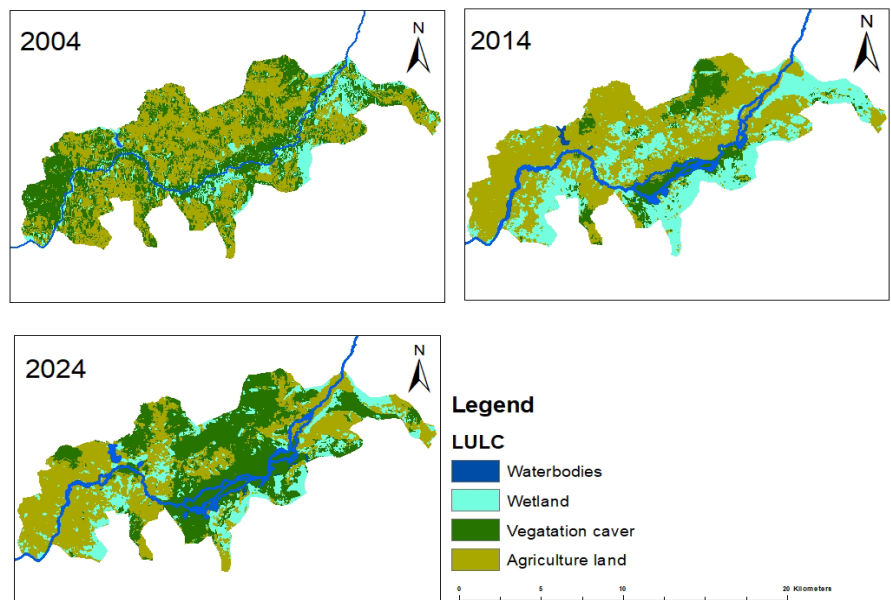 2004
N
2014
N
2024
N
Legend
LULC
Waterbodies
Wetland
Vegatation caver
Agriculture land
0 5 10 20 Kilometers